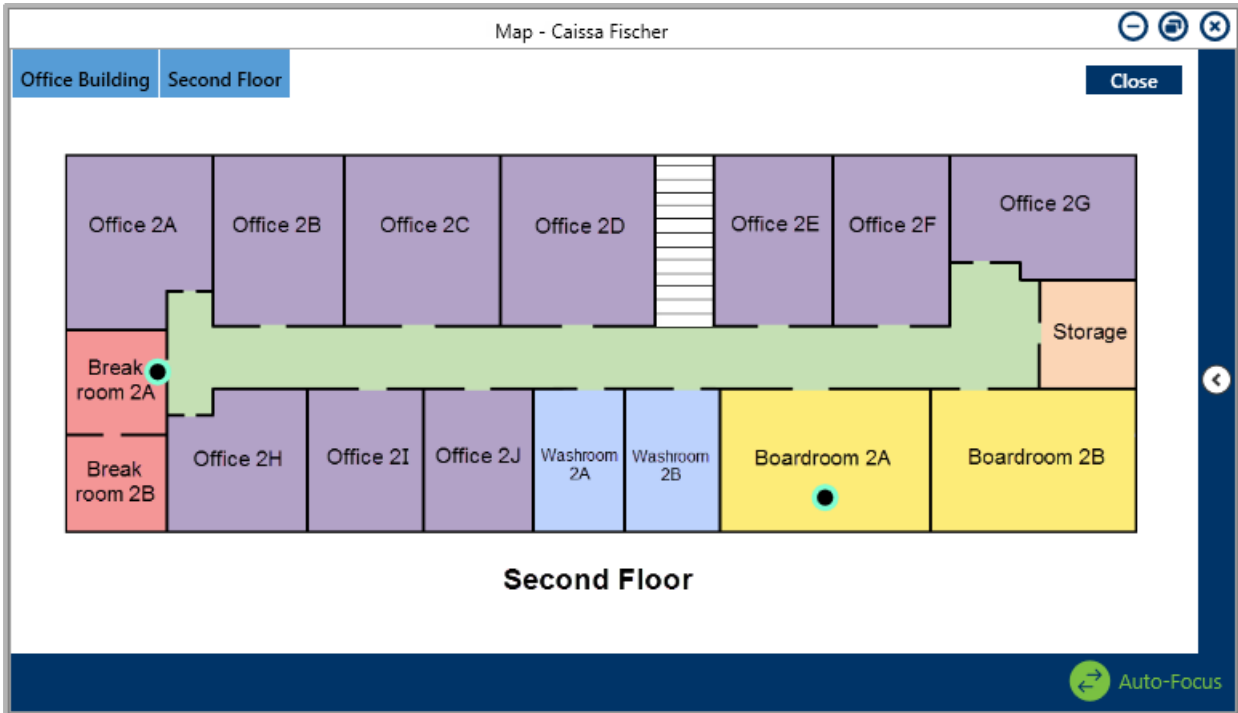 Map - Caissa Fischer
Office Building
Second Floor
Close
Office 2A
Office 2B
Office 2C
Office 2D
Office 2E
Office 2F
Office 2G
Storage
Break
room 2A
Break
room 2B
Office 2H
Office 2I
Office 2J
Washroom
2A
Washroom
2B
Boardroom 2A
Boardroom 2B
Second Floor
Auto-Focus